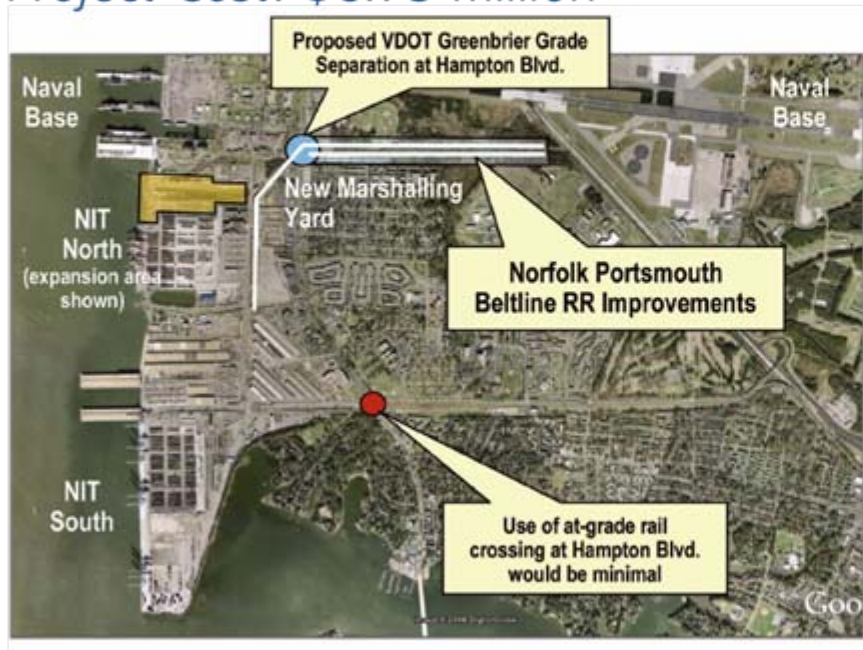 Proposed VDOT Greenbrier Grade
Separation at Hampton Blvd.
Naval
Base
Naval
Base
New Marshalling
Yard
NIT
North
(expansion area
shown)
Norfolk Portsmouth
Beltline RR Improvements
NIT
South
Use of at-grade rail
crossing at Hampton Blvd.
would be minimal
Goo